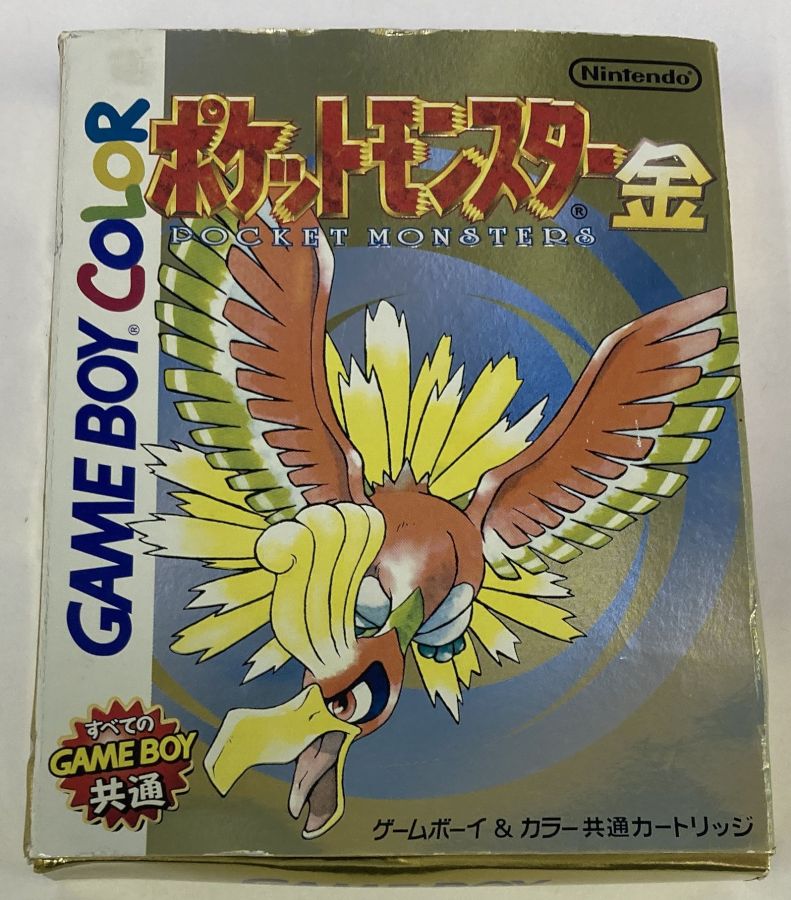 Nintendo®
ポケットモンスター®金
POCKET MONSTERS
GAME BOY® COLOR
すべての
GAME BOY
共通
ゲームボーイ & カラー共通カートリッジ
GAME BOY